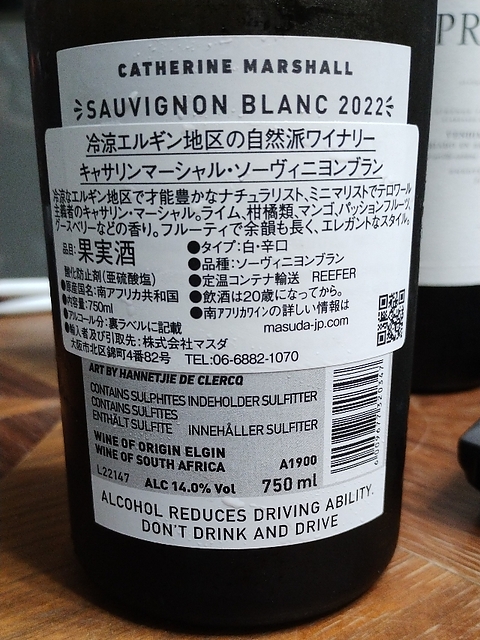 CATHERINE MARSHALL
SAUVIGNON BLANC 2022
冷涼エルギン地区の自然派ワイナリー
キャサリンマーシャル・ソーヴィニヨンブラン
冷涼なエルギン地区で才能豊かなナチュラリスト、ミニマリストでテロワール
主義者のキャサリン・マーシャル。ライム、柑橘類、マンゴ、パッションフルーツ、
グースベリーなどの香り。フルーティで余韻も長く、エレガントなスタイル。
品目:果実酒
酸化防止剤(亜硫酸塩)
●原産国名:南アフリカ共和国
●内容量:750ml
●アルコール分:裏ラベルに記載
●輸入者及び引取先:株式会社マスダ
大阪市北区錦町4番82号 TEL:06-6882-1070
●タイプ:白・辛口
●品種:ソーヴィニヨンブラン
●定温コンテナ輸送 REEFER
●飲酒は20歳になってから。
●南アフリカワインの詳しい情報は
masuda-jp.com
ART BY HANNETJIE DE CLERCQ
CONTAINS SULPHITES INDEHOLDER SULFITTER
CONTAINS SULFITES
ENTHÄLT SULFITE INNEHÅLLER SULFITER
WINE OF ORIGIN ELGIN
WINE OF SOUTH AFRICA A1900
L22147 ALC 14.0% Vol 750 ml
ALCOHOL REDUCES DRIVING ABILITY.
DON'T DRINK AND DRIVE
PR